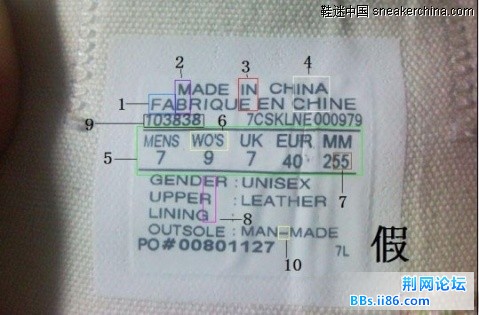 鞋迷中国 sneakerchina.com
2 3 4
MADE IN CHINA
1 FABRIQUE EN CHINE
9 103838 7CSKLNE000979
6
MENS WO'S UK EUR MM
5 7 9 7 40 255
7
GENDER : UNISEX
UPPER : LEATHER
LINING 8
OUTSOLE : MAN-MADE
PO#00801127 7L
10
假
荆网论坛
BBs.ii86.com